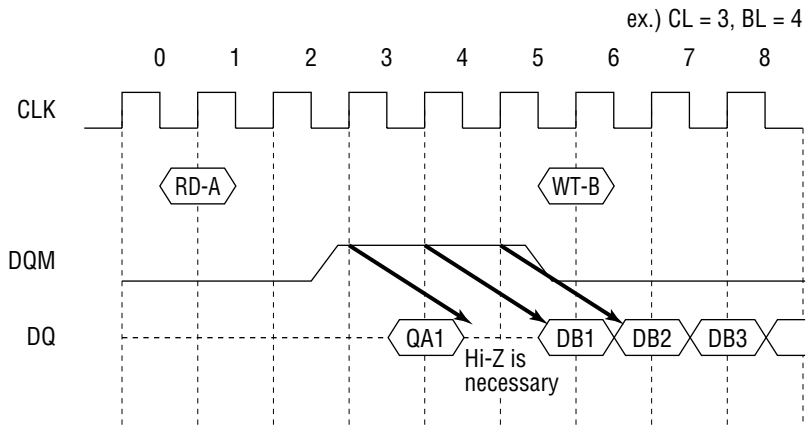 ex.) CL = 3, BL = 4
0 1 2 3 4 5 6 7 8
CLK
RD-A WT-B
DQM
DQ QA1 DB1 DB2 DB3
Hi-Z is
necessary